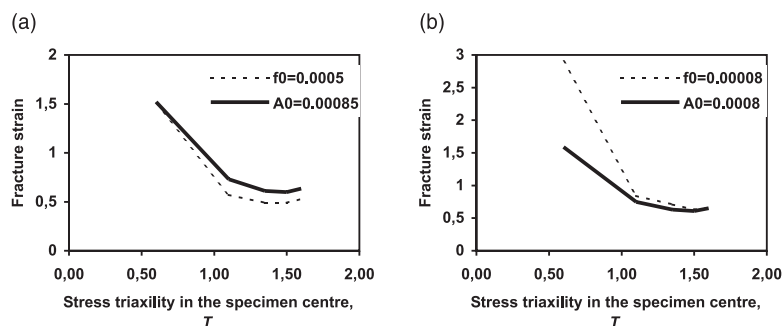 (a)
2
1,5
1
0,5
0
0,00 0,50 1,00 1,50 2,00
f0=0.0005
A0=0.00085
Fracture strain
Stress triaxility in the specimen centre,
T
(b)
3
2,5
2
1,5
1
0,5
0
0,00 0,50 1,00 1,50 2,00
f0=0.00008
A0=0.0008
Fracture strain
Stress triaxility in the specimen centre,
T